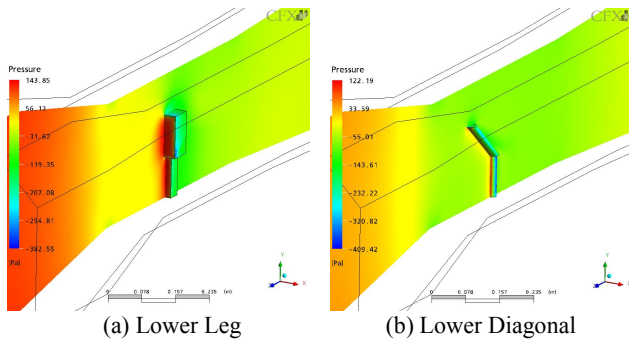 CFX
Pressure
143.85
56.12
-31.62
-119.35
-207.08
-294.81
-382.55
[Pa]
0 0.078 0.157 0.235 (m)
Y
X
Z
(a) Lower Leg
CFX
Pressure
122.19
33.59
-55.01
-143.61
-232.22
-320.82
-409.42
[Pa]
0 0.078 0.157 0.235 (m)
Y
X
Z
(b) Lower Diagonal